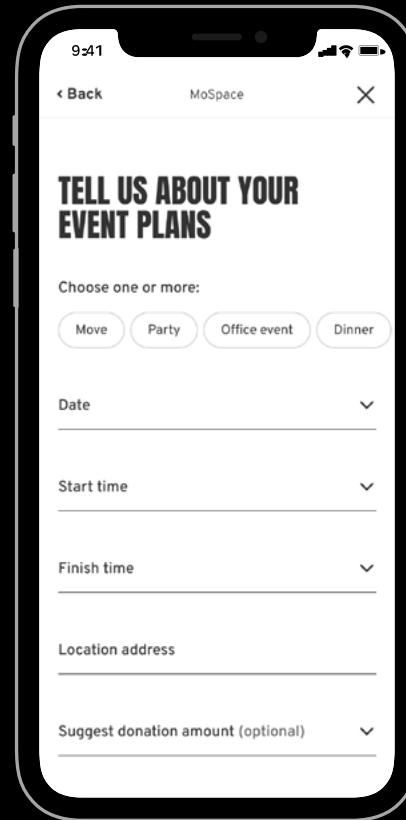 9:41
‹ Back MoSpace
TELL US ABOUT YOUR
EVENT PLANS
Choose one or more:
Move Party Office event Dinner
Date
Start time
Finish time
Location address
Suggest donation amount (optional)